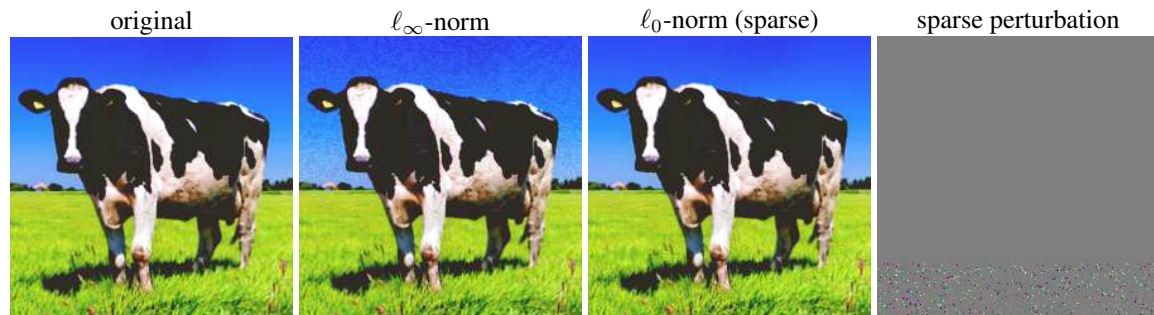 original
ℓ∞-norm
ℓ0-norm (sparse)
sparse perturbation